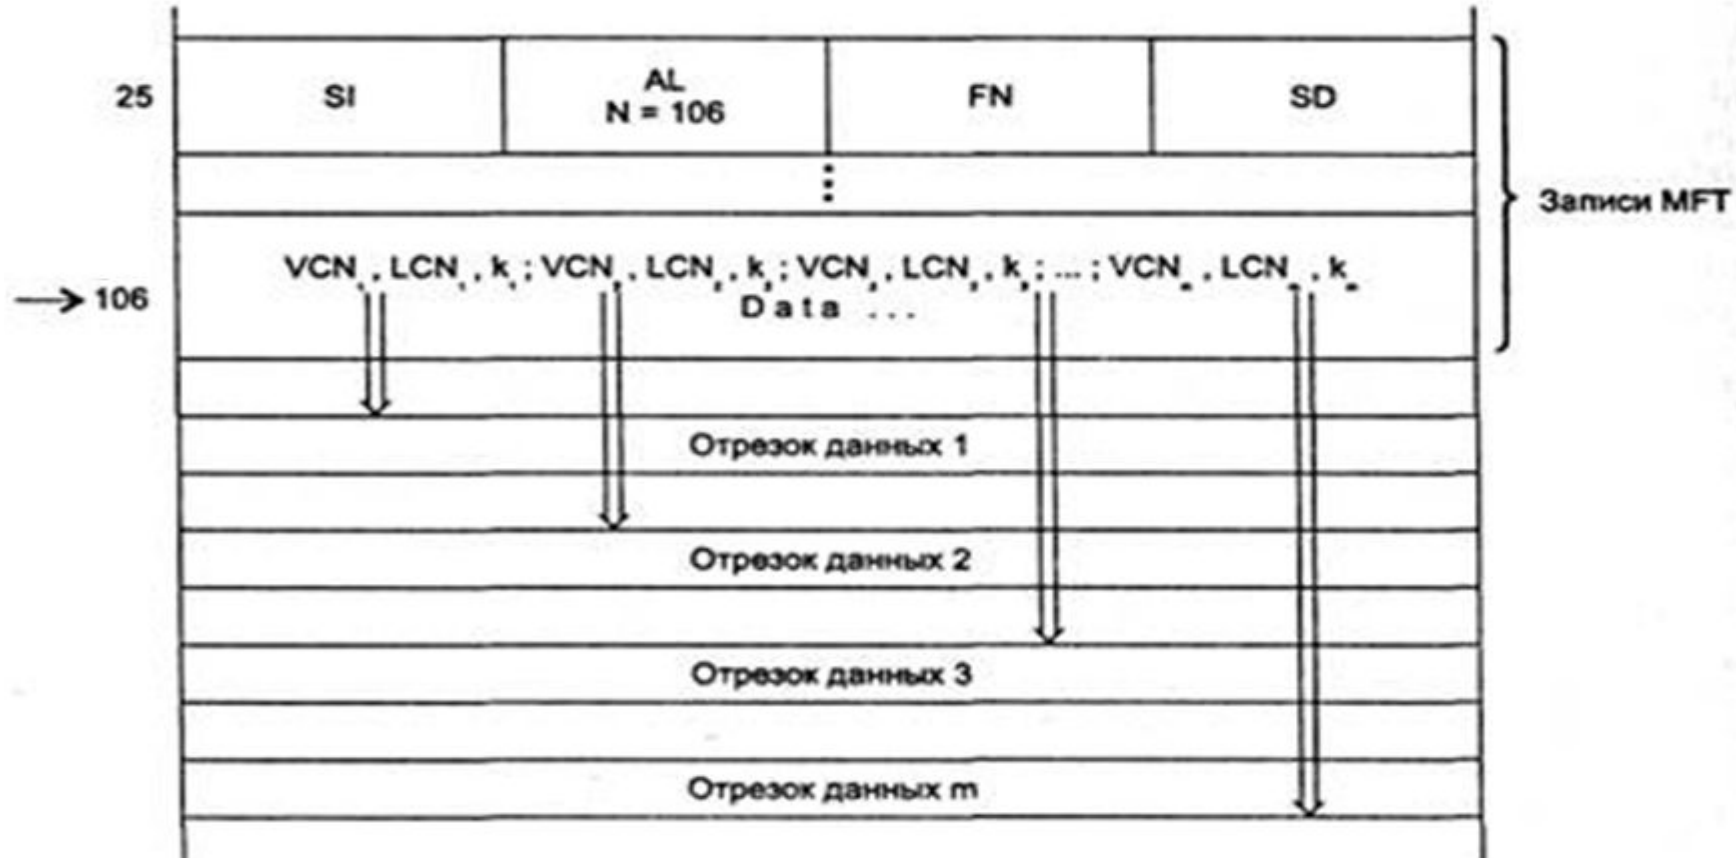 25
SI
AL
N = 106
FN
SD
⋮
Записи MFT
VCN , LCN , k ; VCN , LCN , k ; VCN , LCN , k ; ... ; VCN , LCN , k
→ 106
Data ...
Отрезок данных 1
Отрезок данных 2
Отрезок данных 3
Отрезок данных m